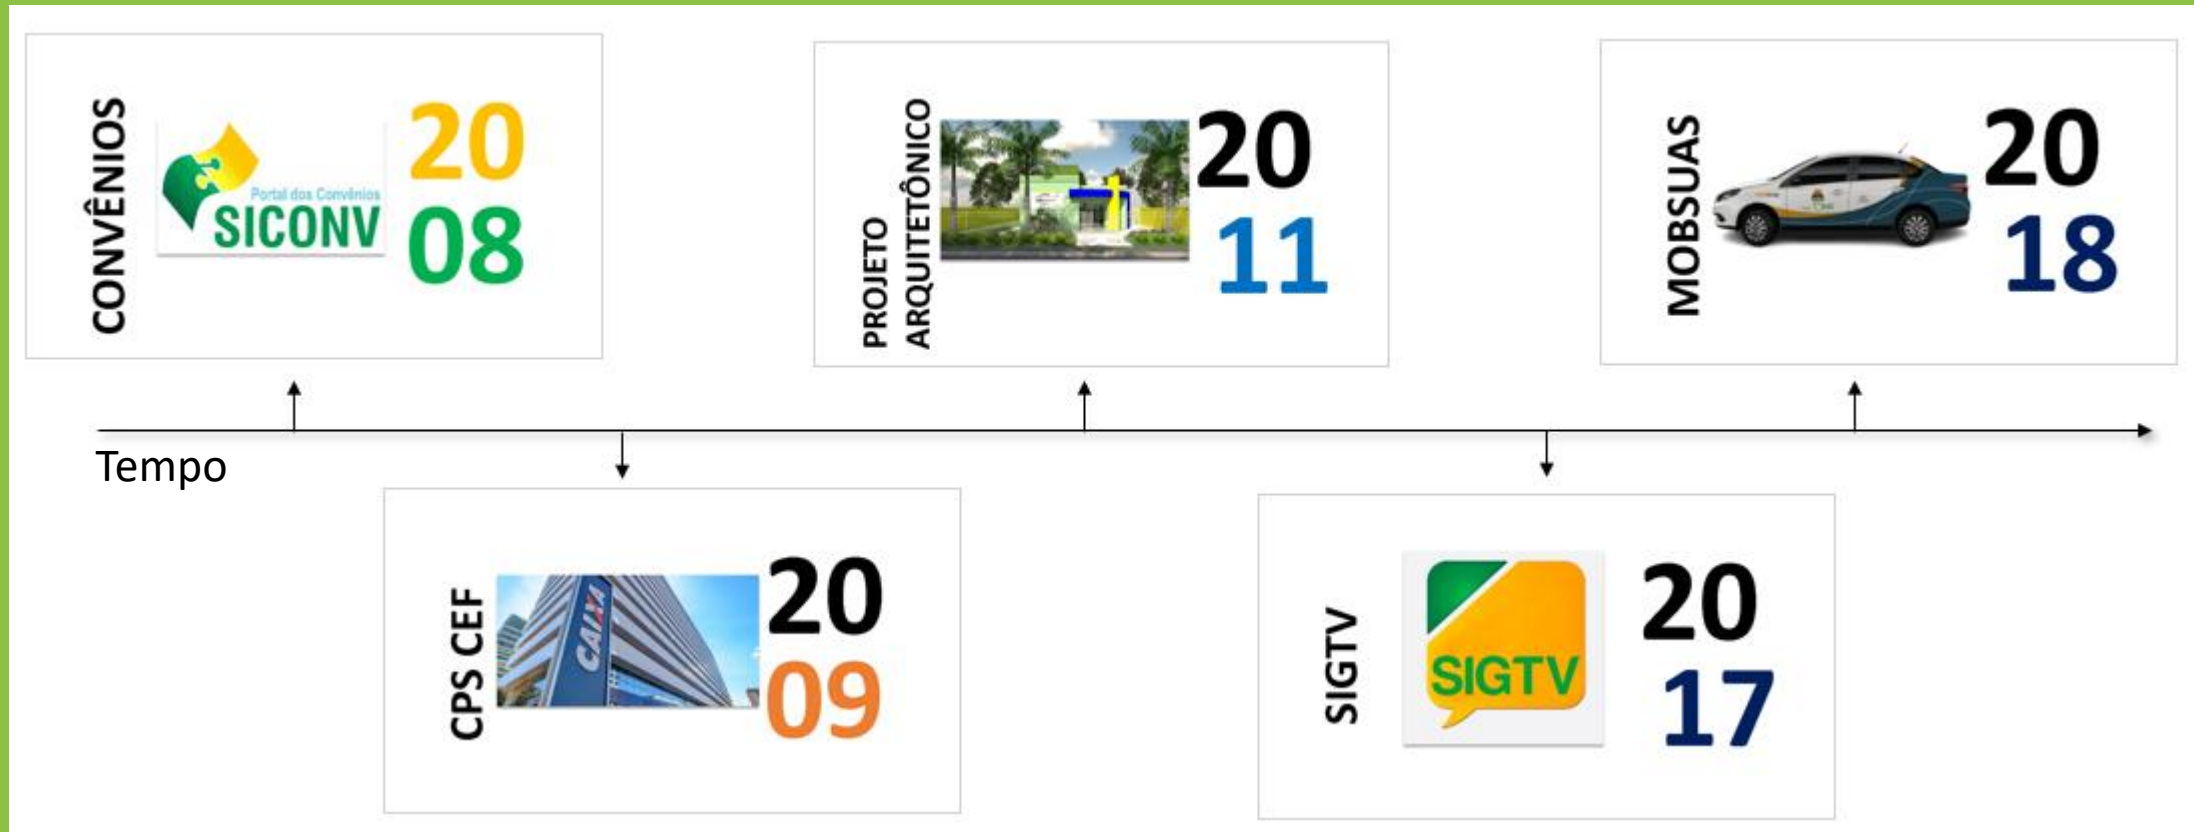 CONVÊNIOS
Portal dos Convênios
SICONV
20
08
PROJETO
ARQUITETÔNICO
20
11
MOBSUAS
20
18
Tempo
CPS CEF
CAIXA
20
09
SIGTV
SIGTV
20
17